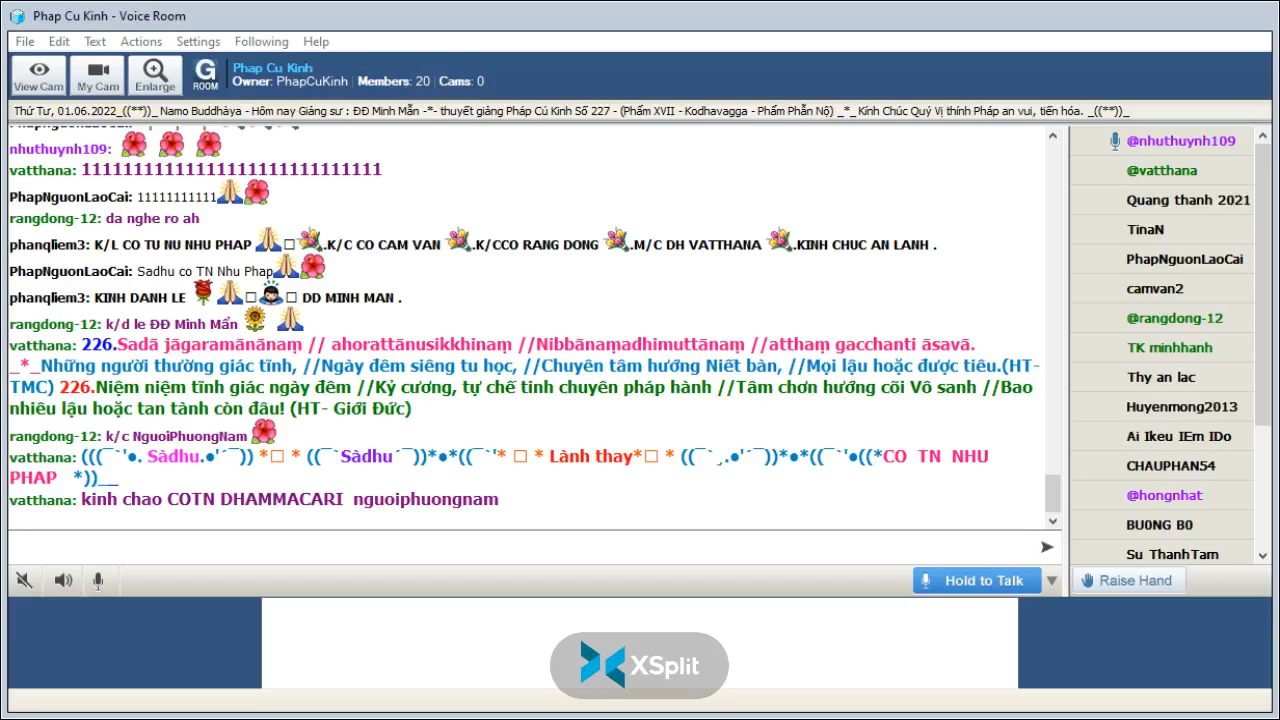 Phap Cu Kinh - Voice Room
File Edit Text Actions Settings Following Help
View Cam My Cam Enlarge G ROOM
Phap Cu Kinh
Owner: PhapCuKinh | Members: 20 | Cams: 0
Thứ Tư, 01.06.2022_((**))_ Namo Buddhàya - Hôm nay Giảng sư : ĐĐ Minh Mẫn -*- thuyết giảng Pháp Cú Kinh Số 227 - (Phẩm XVII - Kodhavagga - Phẩm Phẫn Nộ) _*_ Kính Chúc Quý Vị thính Pháp an vui, tiến hóa. _((**))_
nhuthuynh109:
vatthana: 11111111111111111111111111111111111
PhapNguonLaoCai: 11111111111
rangdong-12: da nghe ro ah
phanqliem3: K/L CO TU NU NHU PHAP .K/C CO CAM VAN .K/CCO RANG DONG .M/C DH VATTHANA .KINH CHUC AN LANH .
PhapNguonLaoCai: Sadhu co TN Nhu Phap
phanqliem3: KINH DANH LE DD MINH MAN .
rangdong-12: k/d le ĐĐ Minh Mẩn
vatthana: 226.Sadā jāgaramānānaṃ // ahorattānusikkhinaṃ //Nibbānaṃadhimuttānaṃ //atthaṃ gacchanti āsavā.
_*_Những người thường giác tĩnh, //Ngày đêm siêng tu học, //Chuyên tâm hướng Niết bàn, //Mọi lậu hoặc được tiêu.(HT-
TMC) 226.Niệm niệm tĩnh giác ngày đêm //Kỷ cương, tự chế tinh chuyên pháp hành //Tâm chơn hướng cõi Vô sanh //Bao
nhiêu lậu hoặc tan tành còn đâu! (HT- Giới Đức)
rangdong-12: k/c NguoiPhuongNam
vatthana: (((¯`'●. Sàdhu.●'´¯)) *□ * ((¯`Sàdhu´¯))*●*((¯`'* □ * Lành thay*□ * ((¯`¸.●'´¯))*●*((¯`'●((*CO TN NHU
PHAP *))__
vatthana: kinh chao COTN DHAMMACARI nguoiphuongnam
@nhuthuynh109
@vatthana
Quang thanh 2021
TinaN
PhapNguonLaoCai
camvan2
@rangdong-12
TK minhhanh
Thy an lac
Huyenmong2013
Ai Ikeu IEm IDo
CHAUPHAN54
@hongnhat
BU0NG B0
Su ThanhTam
Hold to Talk
Raise Hand
XSplit